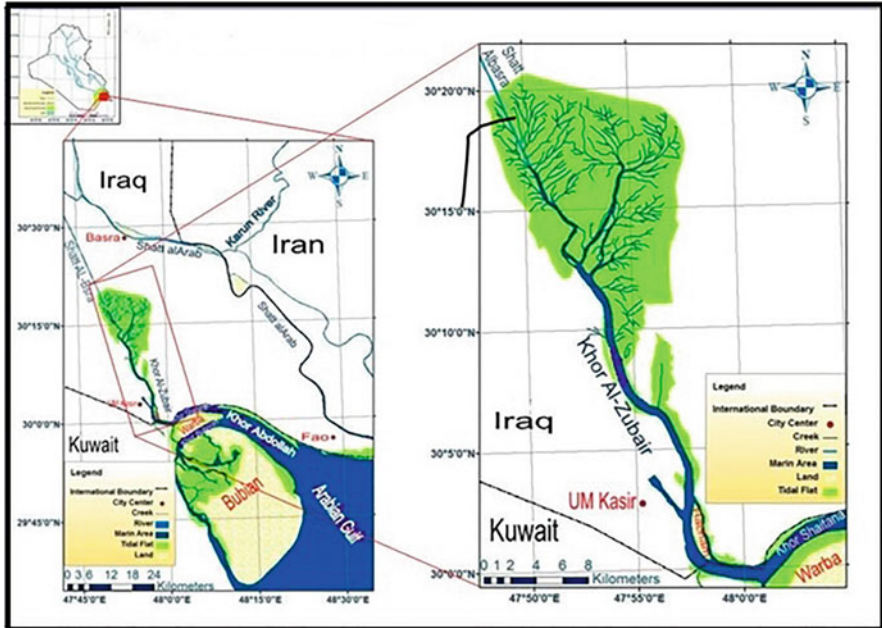 Iraq
Iran
Kuwait
Basra
Karun River
Shatt alArab
Shatt alArab
Khor Al-Zubair
Warba
Bubian
Khor Abdollah
Fao
Arabian Gulf
N
W
E
S
30°30'0"N
30°15'0"N
30°0'0"N
29°45'0"N
47°45'0"E
48°0'0"E
48°15'0"E
48°30'0"E
Legend
International Boundary
City Center
Creek
River
Marin Area
Tidal Flat
Land
0 3 6 12 18 24
Kilometers
Shatt
Albasra
N
W
E
S
30°20'0"N
30°15'0"N
30°10'0"N
30°5'0"N
30°0'0"N
Khor Al-Zubair
Iraq
UM Kasir
Kuwait
Khor Shaitana
Warba
Legend
International Boundary
City Center
Creek
River
Marin Area
Land
Tidal Flat
0 1 2 4 6 8
Kilometers
47°50'0"E
47°55'0"E
48°0'0"E